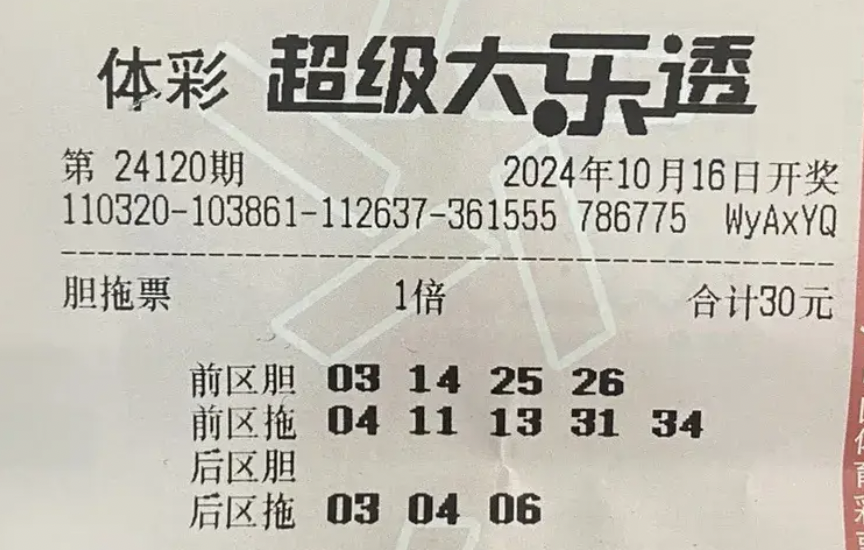 体彩 超级大乐透
第 24120期 2024年10月16日开奖
110320-103861-112637-361555 786775 WyAxYQ
胆拖票 1倍 合计30元
前区胆 03 14 25 26
前区拖 04 11 13 31 34
后区胆
后区拖 03 04 06